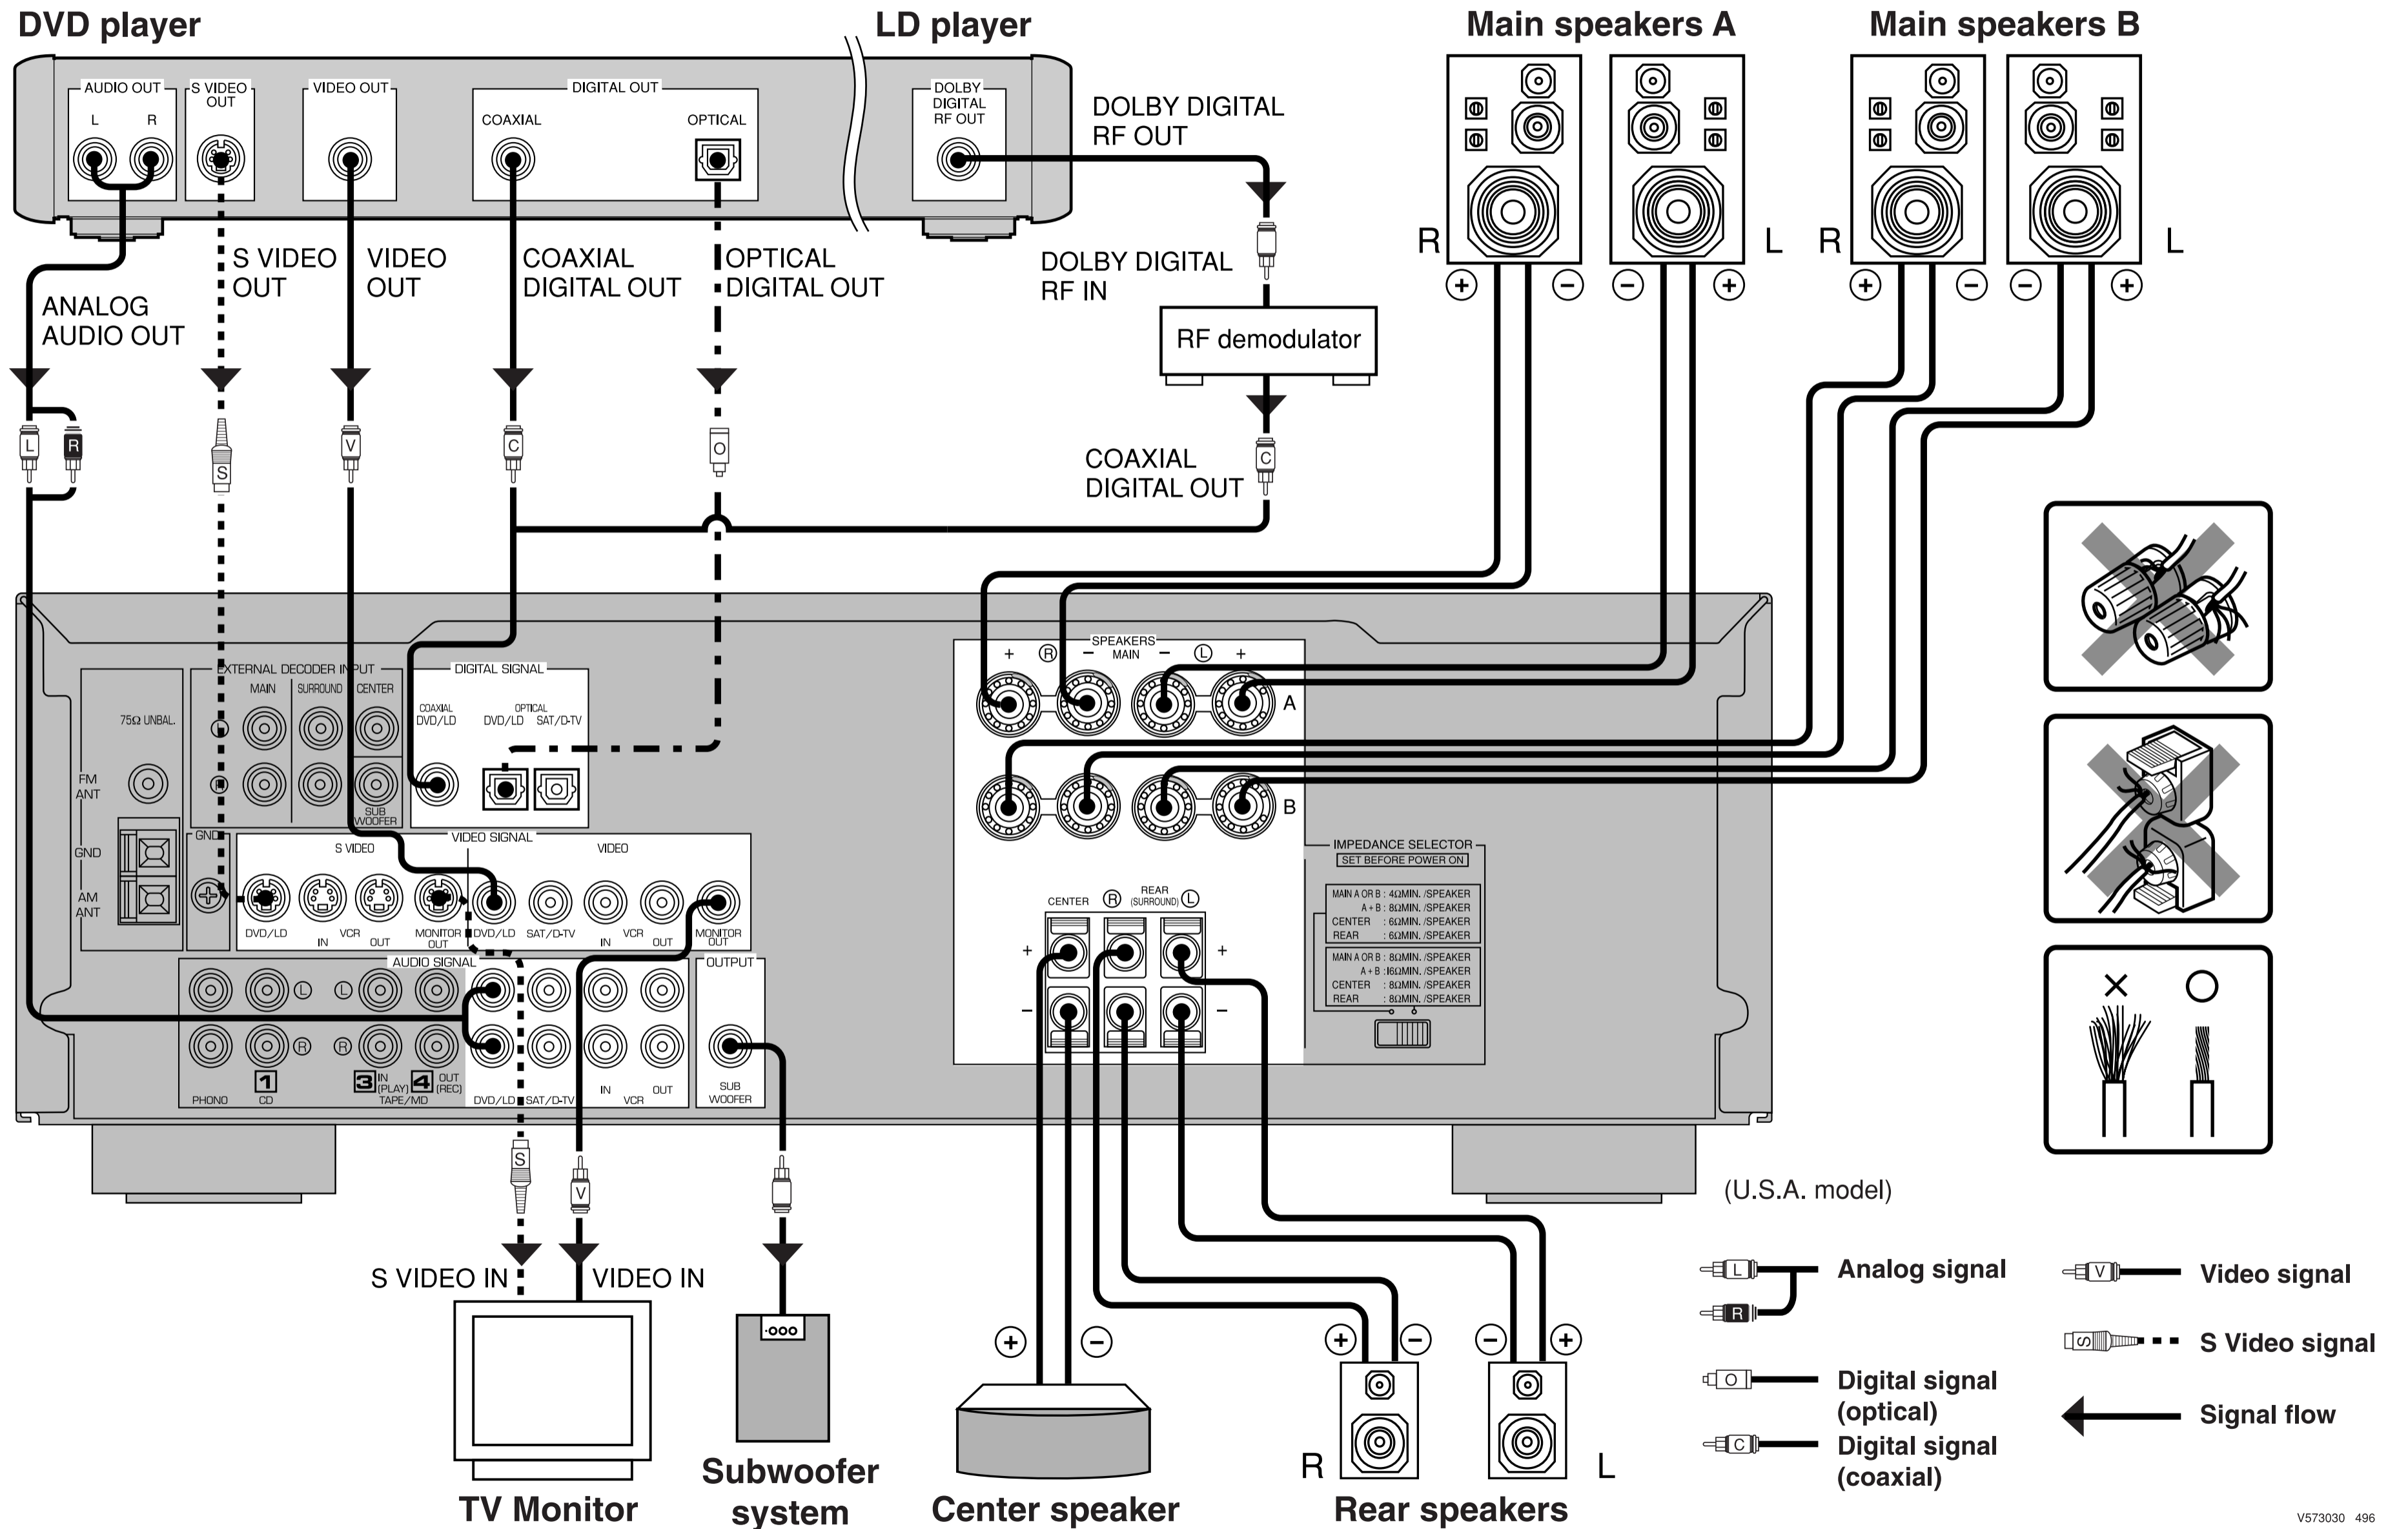 DVD player
LD player
Main speakers A
Main speakers B
AUDIO OUT
L
R
S VIDEO
OUT
VIDEO OUT
DIGITAL OUT
COAXIAL
OPTICAL
DOLBY
DIGITAL
RF OUT
DOLBY DIGITAL
RF OUT
R
L
R
L
+
−
−
+
+
−
−
+
ANALOG
AUDIO OUT
S VIDEO
OUT
VIDEO
OUT
COAXIAL
DIGITAL OUT
OPTICAL
DIGITAL OUT
DOLBY DIGITAL
RF IN
RF demodulator
L
R
S
V
C
O
COAXIAL
DIGITAL OUT
C
EXTERNAL DECODER INPUT
MAIN
SURROUND
CENTER
SUB
WOOFER
DIGITAL SIGNAL
COAXIAL
DVD/LD
OPTICAL
DVD/LD
SAT/D-TV
75Ω UNBAL.
FM
ANT
GND
AM
ANT
GND
VIDEO SIGNAL
S VIDEO
VIDEO
DVD/LD
IN
VCR
OUT
MONITOR
OUT
DVD/LD
SAT/D-TV
IN
VCR
OUT
MONITOR
OUT
AUDIO SIGNAL
L
L
R
R
PHONO
1
CD
3
IN
(PLAY)
4
OUT
(REC)
TAPE/MD
DVD/LD
SAT/D-TV
IN
VCR
OUT
OUTPUT
SUB
WOOFER
SPEAKERS
MAIN
+
R
−
−
L
+
A
B
CENTER
R
REAR
(SURROUND)
L
+
+
−
−
IMPEDANCE SELECTOR
SET BEFORE POWER ON
MAIN A OR B : 4ΩMIN. /SPEAKER
A + B : 8ΩMIN. /SPEAKER
CENTER : 6ΩMIN. /SPEAKER
REAR : 6ΩMIN. /SPEAKER
MAIN A OR B : 8ΩMIN. /SPEAKER
A + B : 16ΩMIN. /SPEAKER
CENTER : 8ΩMIN. /SPEAKER
REAR : 8ΩMIN. /SPEAKER
S
V
S VIDEO IN
VIDEO IN
TV Monitor
Subwoofer
system
+
−
Center speaker
+
−
−
+
R
L
Rear speakers
(U.S.A. model)
L
R
Analog signal
O
Digital signal
(optical)
C
Digital signal
(coaxial)
V
Video signal
S
S Video signal
Signal flow
V573030 496